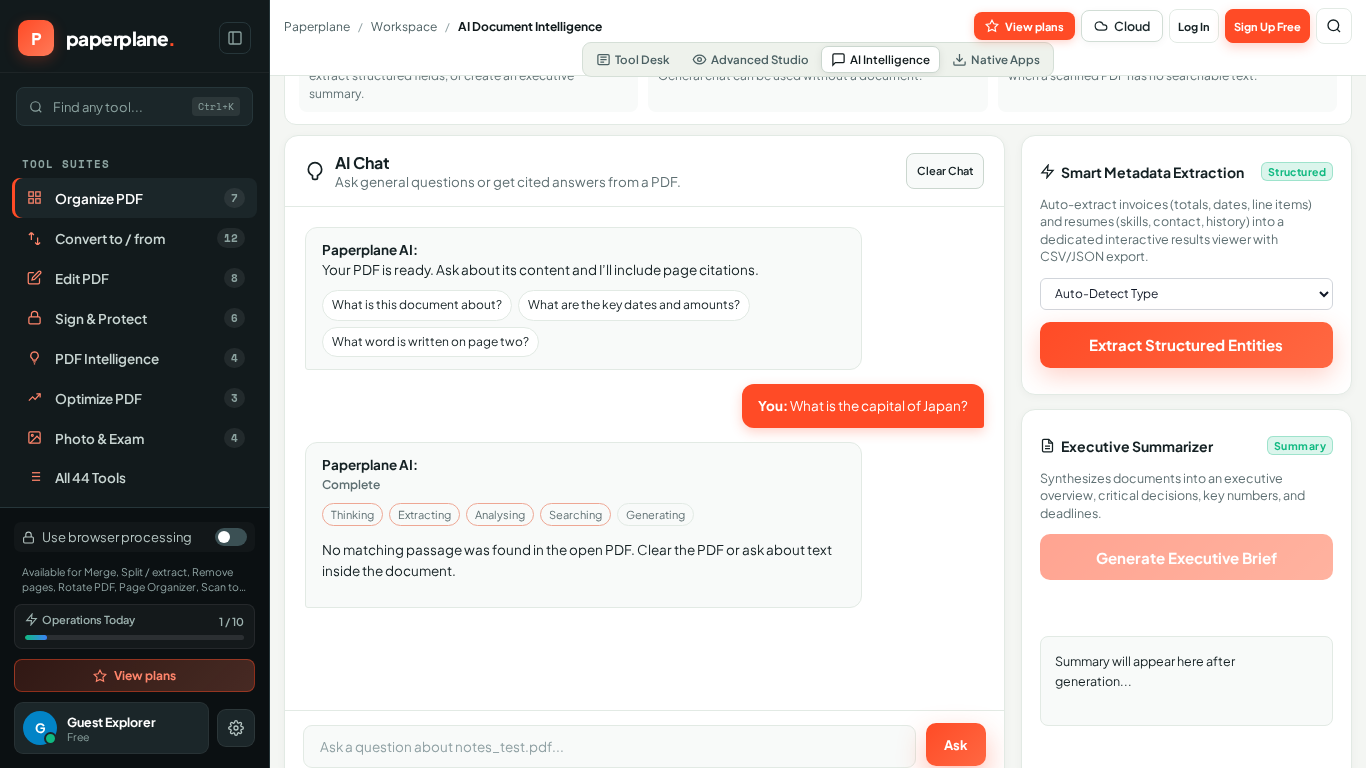 P paperplane.
Find any tool... Ctrl+K
TOOL SUITES
Organize PDF 7
Convert to / from 12
Edit PDF 8
Sign & Protect 6
PDF Intelligence 4
Optimize PDF 3
Photo & Exam 4
All 44 Tools
Use browser processing
Available for Merge, Split / extract, Remove
pages, Rotate PDF, Page Organizer, Scan to...
Operations Today 1 / 10
View plans
G Guest Explorer
Free
Paperplane / Workspace / AI Document Intelligence
View plans Cloud Log In Sign Up Free
Tool Desk Advanced Studio AI Intelligence Native Apps
extract structured fields, or create an executive
summary.
General chat can be used without a document.
when a scanned PDF has no searchable text.
AI Chat
Ask general questions or get cited answers from a PDF.
Clear Chat
Paperplane AI:
Your PDF is ready. Ask about its content and I'll include page citations.
What is this document about? What are the key dates and amounts?
What word is written on page two?
You: What is the capital of Japan?
Paperplane AI:
Complete
Thinking Extracting Analysing Searching Generating
No matching passage was found in the open PDF. Clear the PDF or ask about text
inside the document.
Ask a question about notes_test.pdf... Ask
Smart Metadata Extraction Structured
Auto-extract invoices (totals, dates, line items)
and resumes (skills, contact, history) into a
dedicated interactive results viewer with
CSV/JSON export.
Auto-Detect Type
Extract Structured Entities
Executive Summarizer Summary
Synthesizes documents into an executive
overview, critical decisions, key numbers, and
deadlines.
Generate Executive Brief
Summary will appear here after
generation...